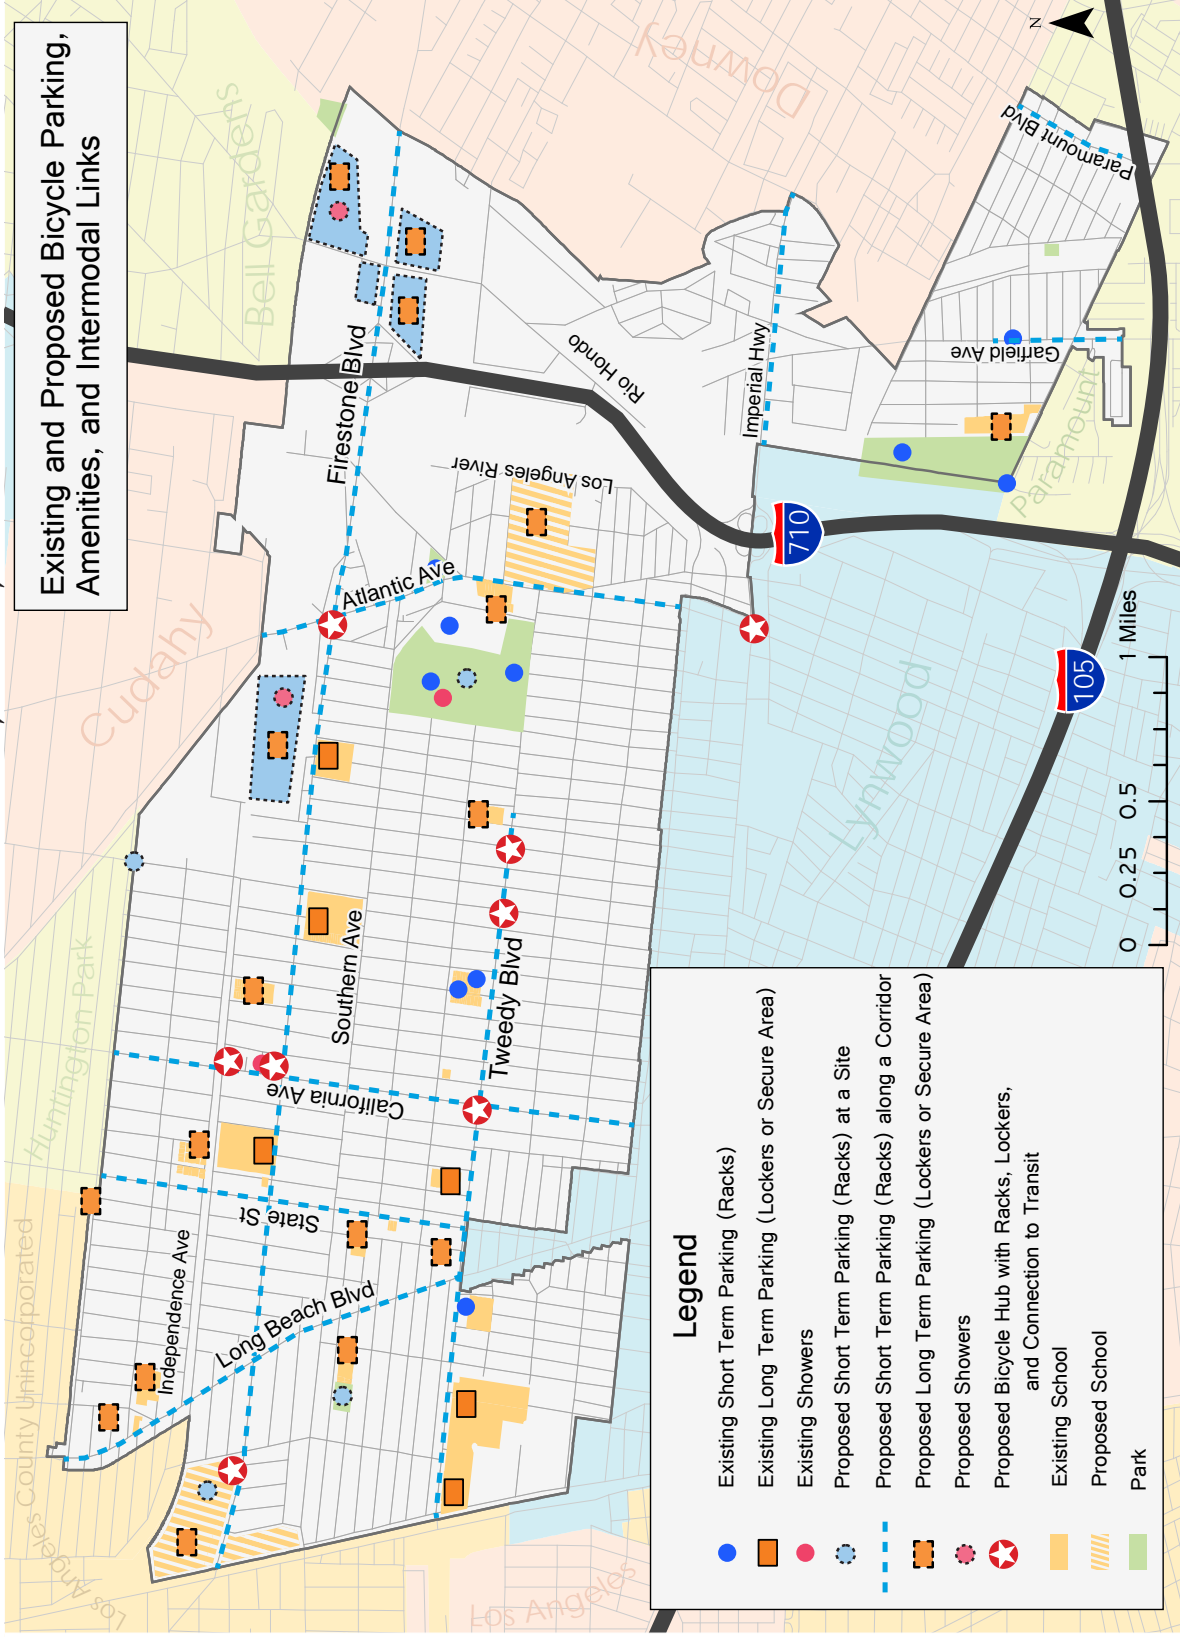 Existing and Proposed Bicycle Parking,
Amenities, and Intermodal Links
N
Bell Gardens
Downey
Cudahy
Huntington Park
Los Angeles County Unincorporated
Los Angeles
Lynwood
Paramount
Firestone Blvd
Atlantic Ave
Los Angeles River
Rio Hondo
Imperial Hwy
Garfield Ave
Paramount Blvd
Southern Ave
Tweedy Blvd
California Ave
State St
Independence Ave
Long Beach Blvd
710
105
0
0.25
0.5
1 Miles
Legend
Existing Short Term Parking (Racks)
Existing Long Term Parking (Lockers or Secure Area)
Existing Showers
Proposed Short Term Parking (Racks) at a Site
Proposed Short Term Parking (Racks) along a Corridor
Proposed Long Term Parking (Lockers or Secure Area)
Proposed Showers
Proposed Bicycle Hub with Racks, Lockers,
and Connection to Transit
Existing School
Proposed School
Park